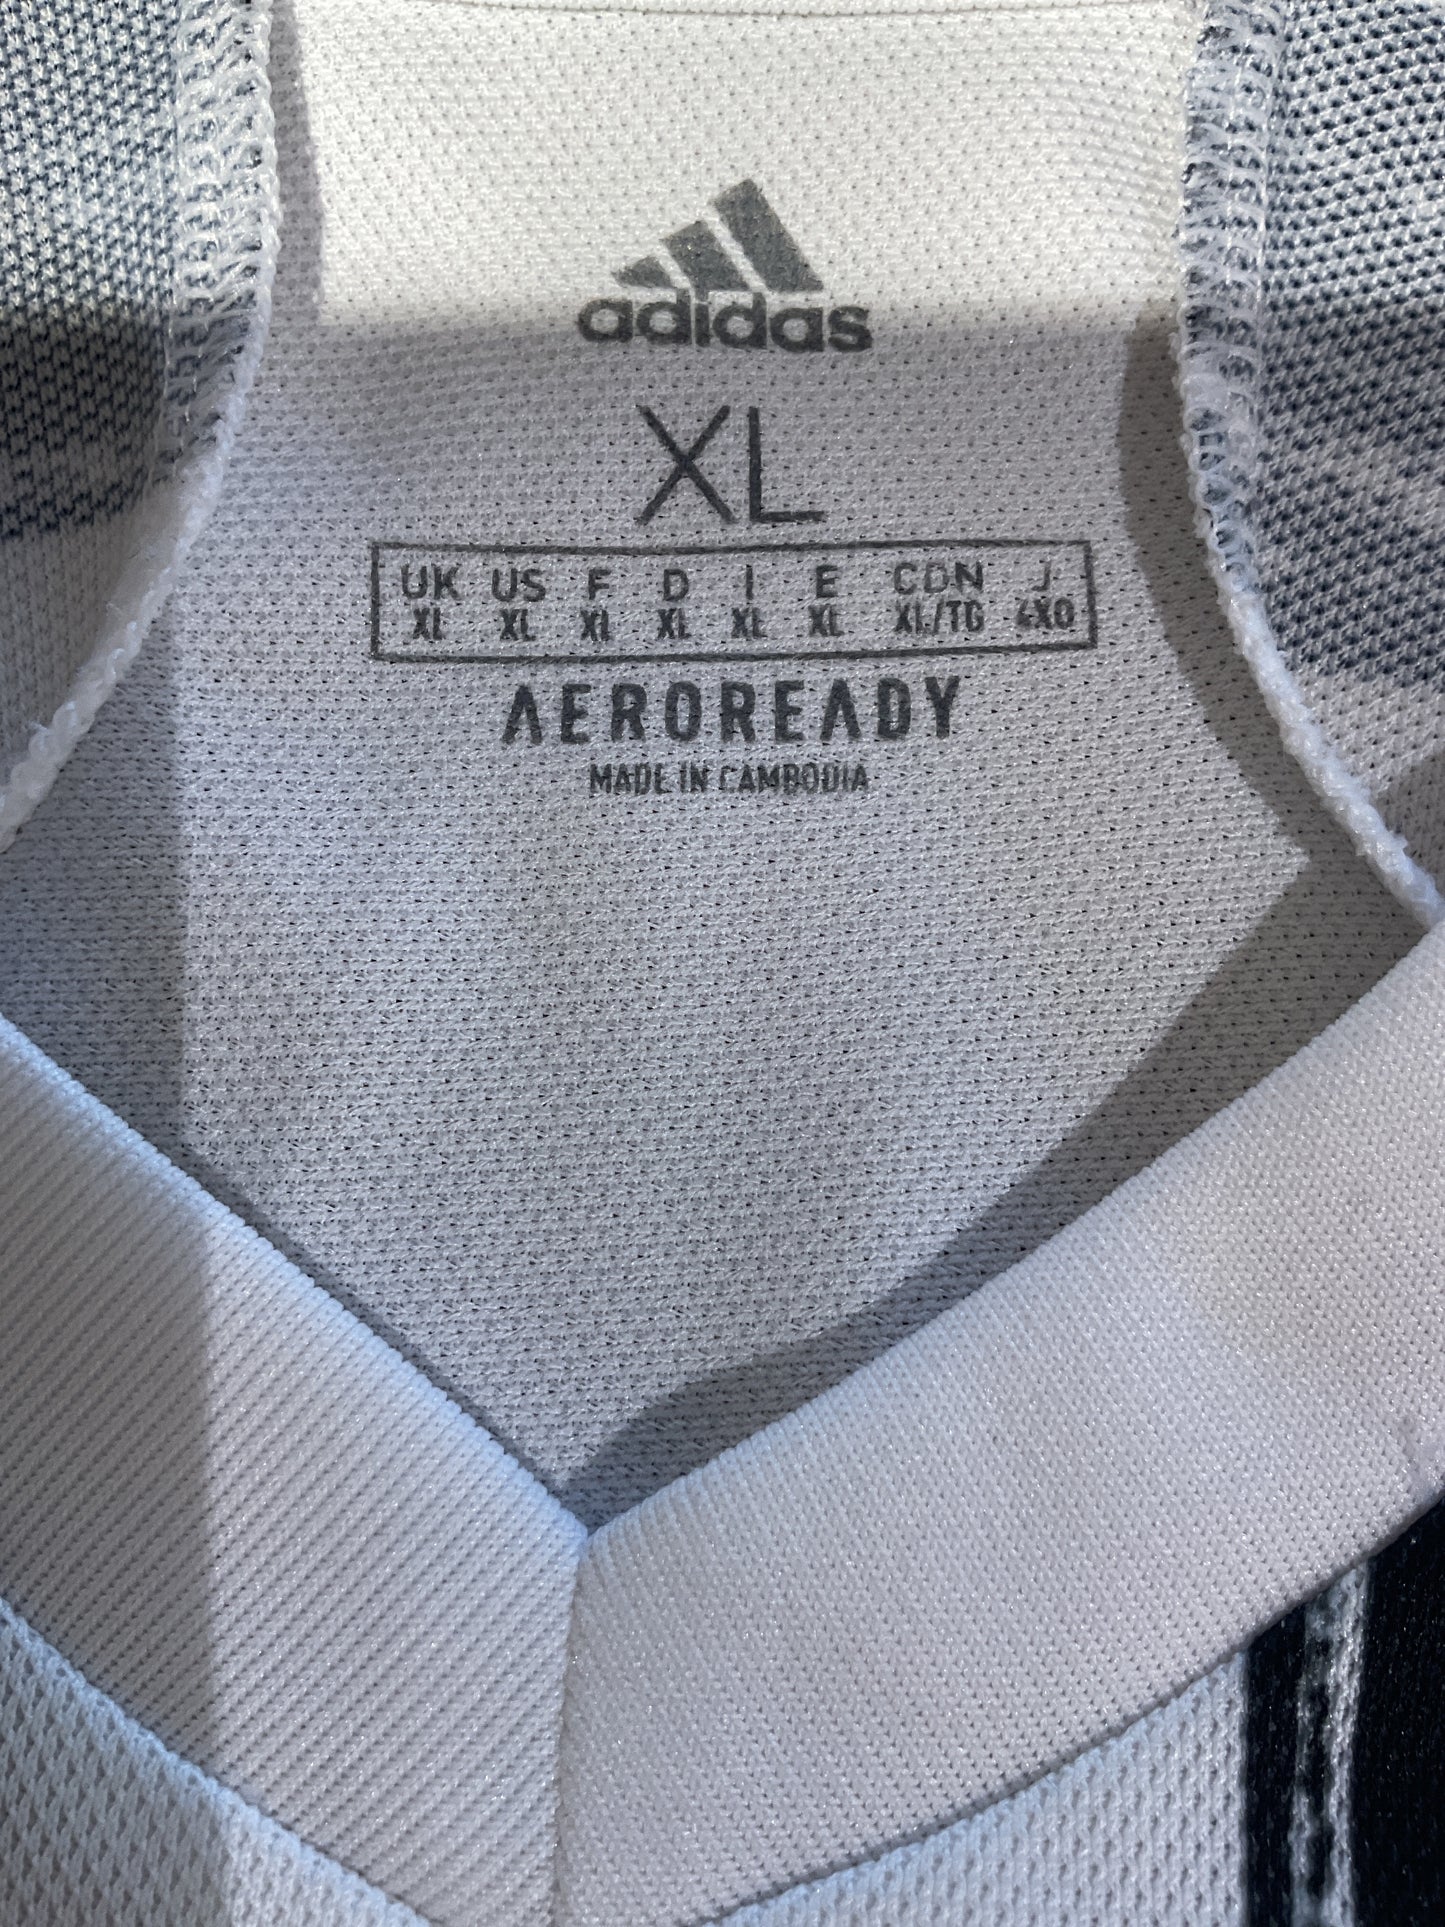 adidas
XL
UK US F D I E CDN J
XL XL XL XL XL XL XL/TG 4XO
AEROREADY
MADE IN CAMBODIA